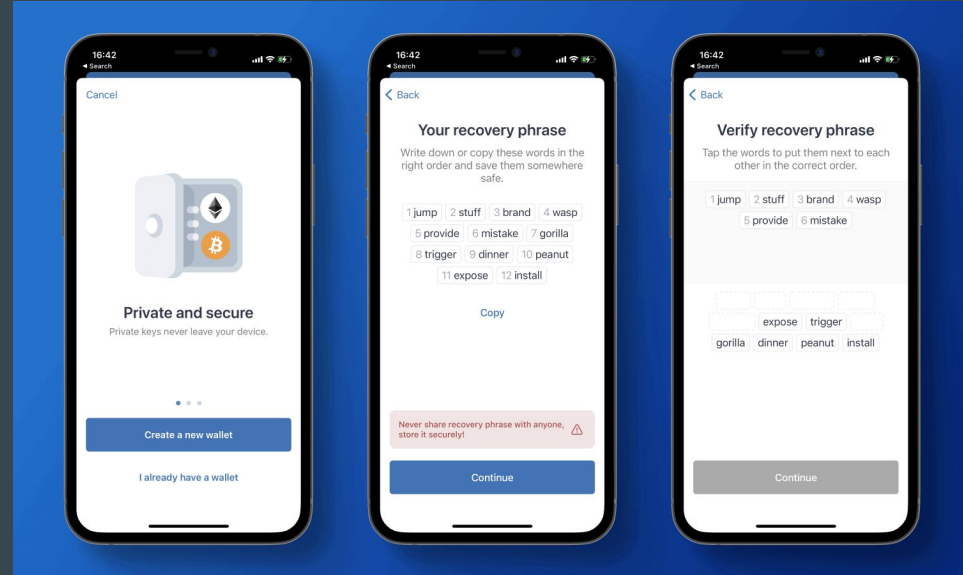 16:42
◀ Search
Cancel
Private and secure
Private keys never leave your device.
Create a new wallet
I already have a wallet
16:42
◀ Search
Back
Your recovery phrase
Write down or copy these words in the
right order and save them somewhere
safe.
1 jump 2 stuff 3 brand 4 wasp
5 provide 6 mistake 7 gorilla
8 trigger 9 dinner 10 peanut
11 expose 12 install
Copy
Never share recovery phrase with anyone,
store it securely!
Continue
16:42
◀ Search
Back
Verify recovery phrase
Tap the words to put them next to each
other in the correct order.
1 jump 2 stuff 3 brand 4 wasp
5 provide 6 mistake
expose trigger
gorilla dinner peanut install
Continue